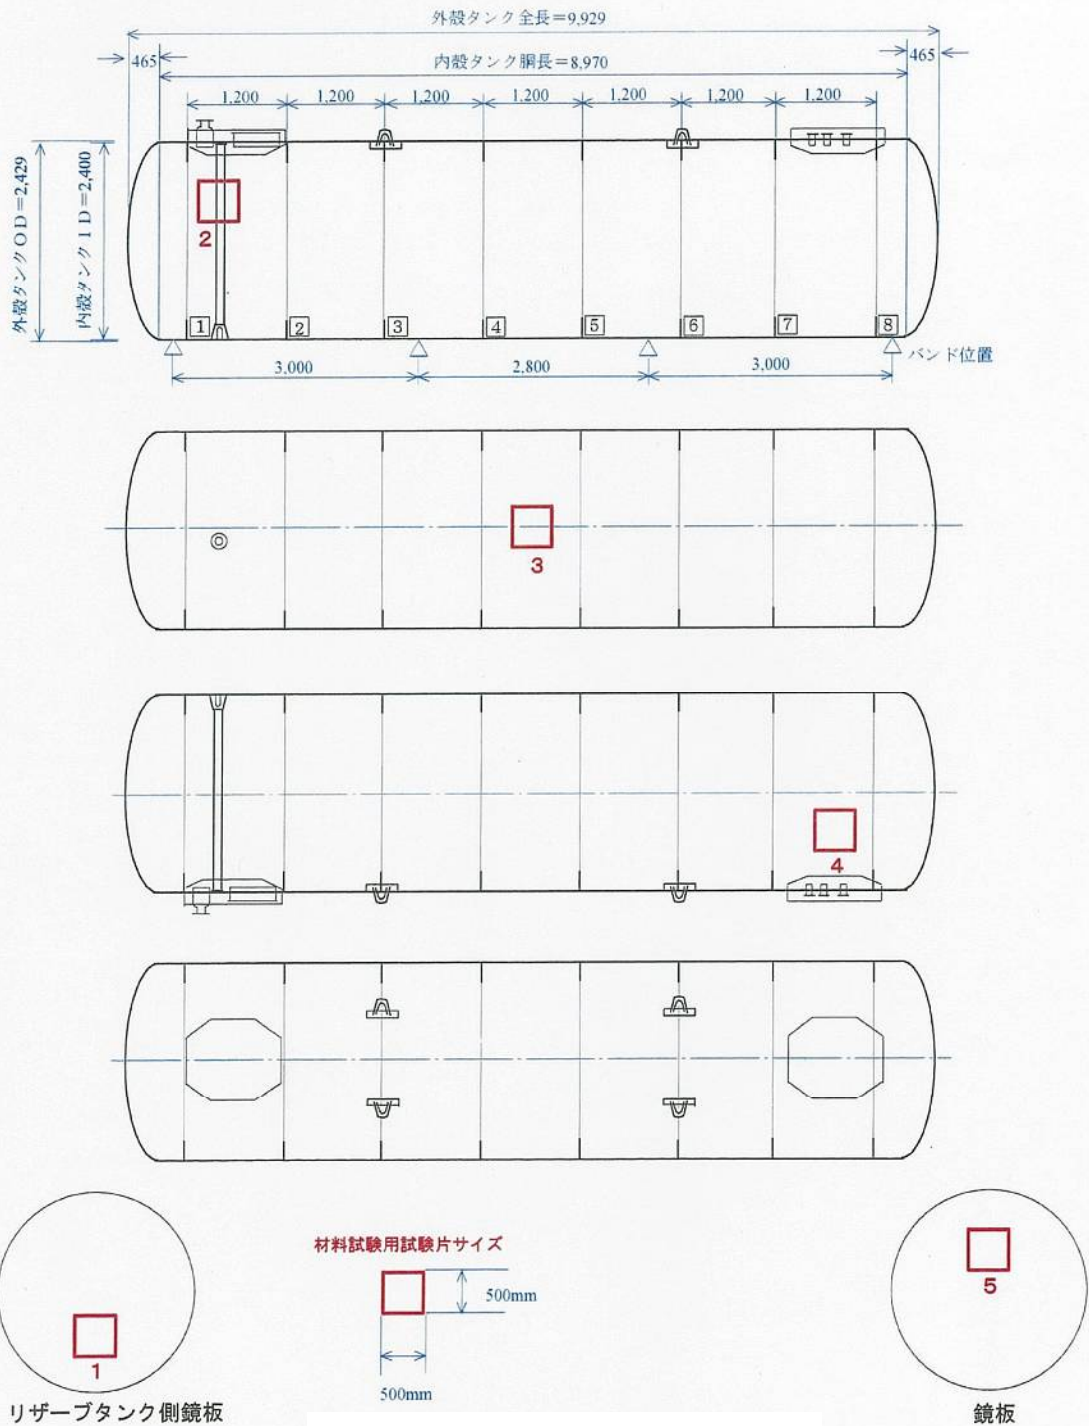 外殻タンク全長＝9,929
465
内殻タンク胴長＝8,970
465
1,200
1,200
1,200
1,200
1,200
1,200
1,200
外殻タンクOD＝2,429
内殻タンクID＝2,400
2
1
2
3
4
5
6
7
8
バンド位置
3,000
2,800
3,000
3
4
材料試験用試験片サイズ
500mm
500mm
1
リザーブタンク側鏡板
5
鏡板